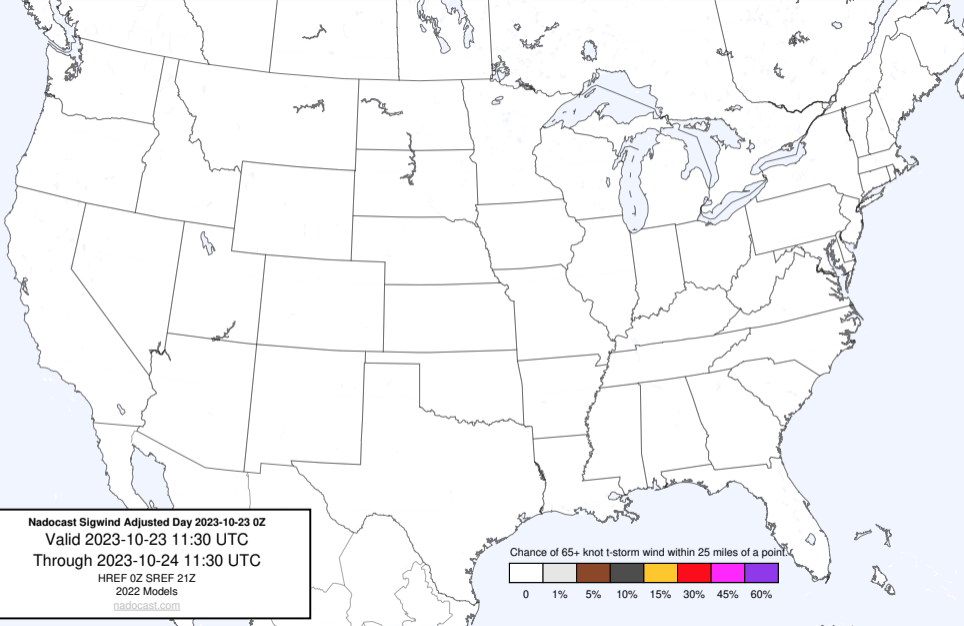 Nadocast Sigwind Adjusted Day 2023-10-23 0Z
Valid 2023-10-23 11:30 UTC
Through 2023-10-24 11:30 UTC
HREF 0Z SREF 21Z
2022 Models
nadocast.com
Chance of 65+ knot t-storm wind within 25 miles of a point.
0 1% 5% 10% 15% 30% 45% 60%